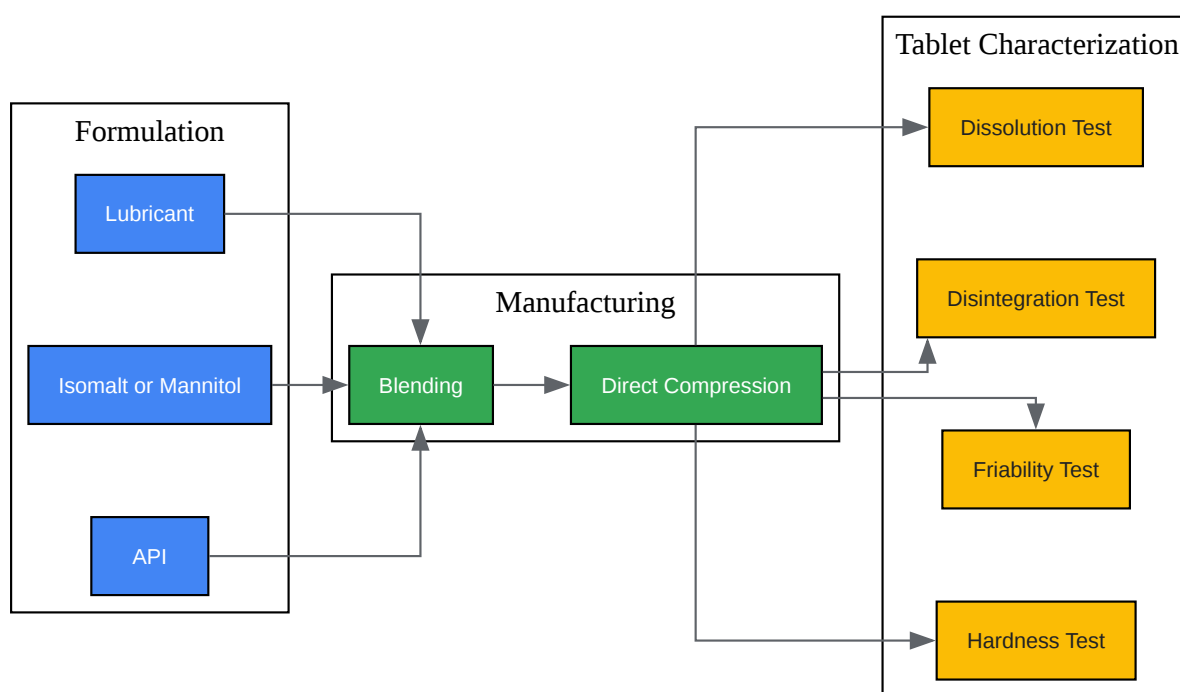 Formulation
Lubricant
Isomalt or Mannitol
API
Manufacturing
Blending
Direct Compression
Tablet Characterization
Dissolution Test
Disintegration Test
Friability Test
Hardness Test